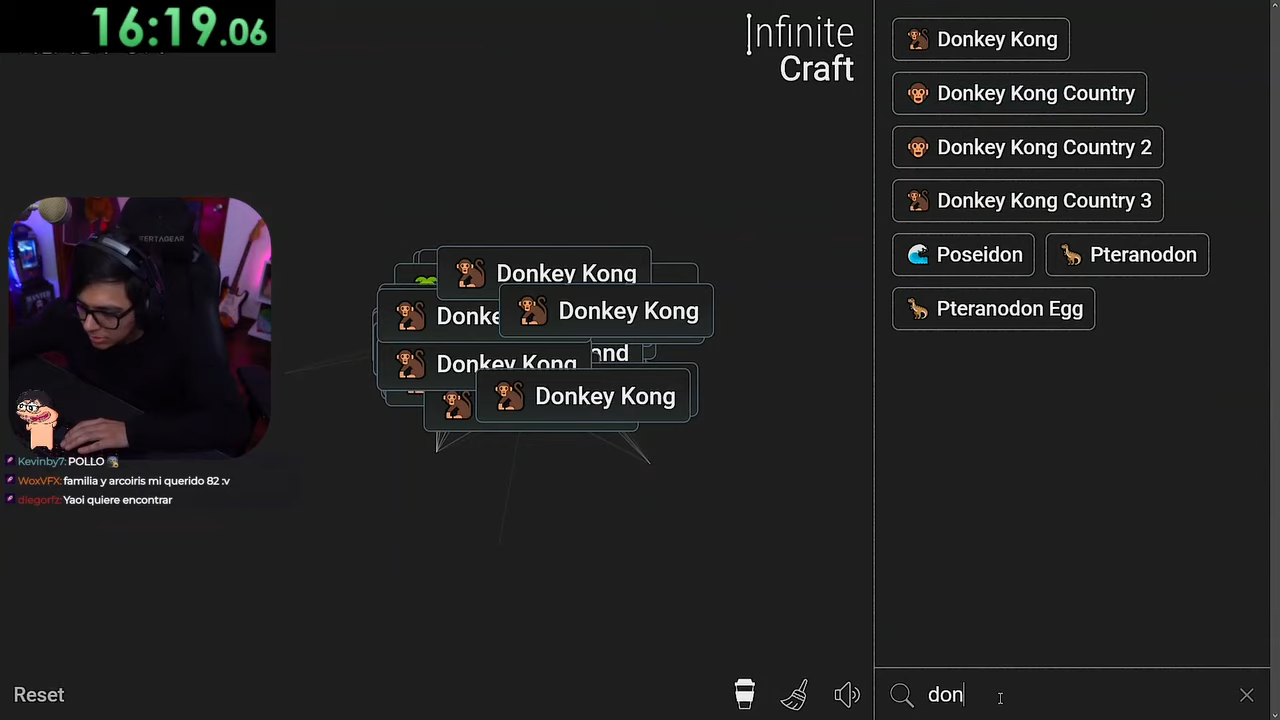 16:19.06
Infinite
Craft
Donkey Kong
Donkey Kong Country
Donkey Kong Country 2
Donkey Kong Country 3
Poseidon
Pteranodon
Pteranodon Egg
Donkey Kong
Donkey Kong
Donkey Kong
Donkey Kong
Kevinby7: POLLO
WoxVFX: familia y arcoiris mi querido 82 :v
diegorfz: Yaoi quiere encontrar
Reset
don